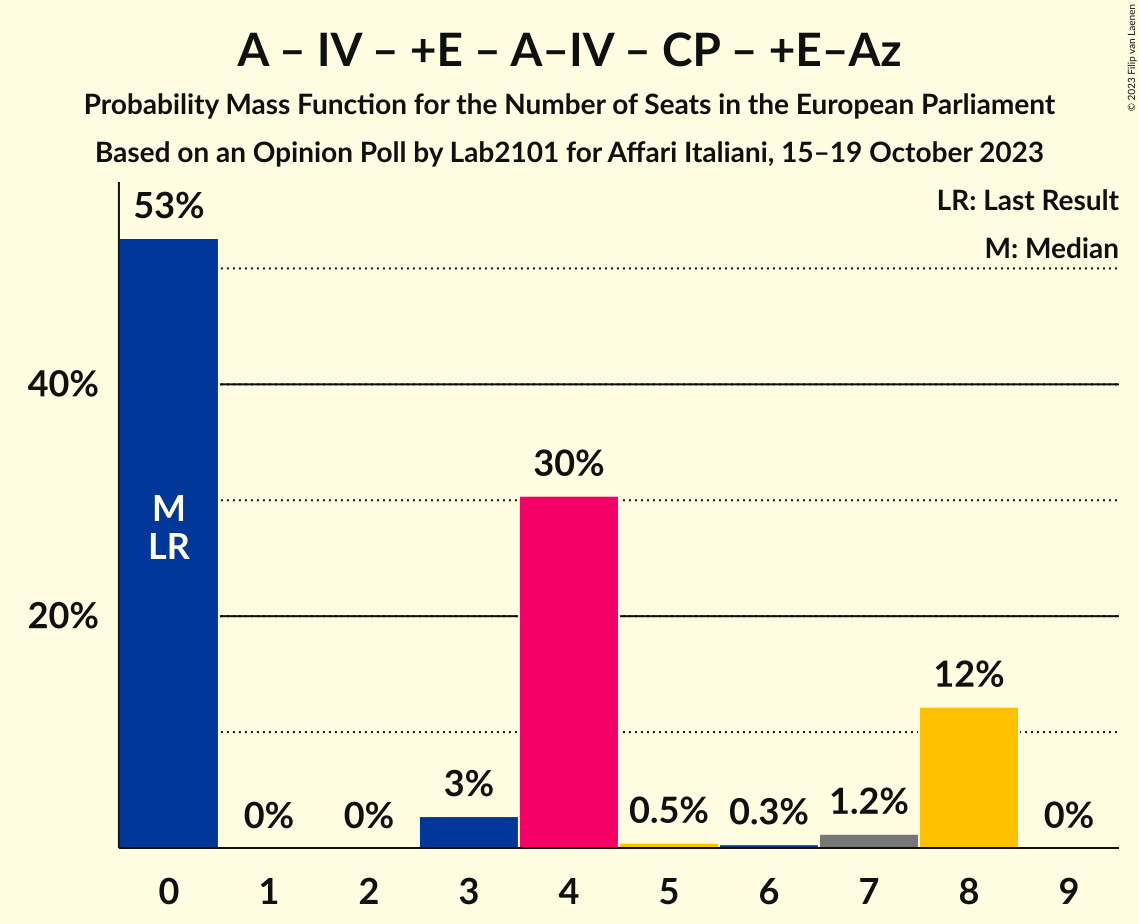 A – IV – +E – A–IV – CP – +E–Az
Probability Mass Function for the Number of Seats in the European Parliament
Based on an Opinion Poll by Lab2101 for Affari Italiani, 15–19 October 2023
© 2023 Filip van Laenen
LR: Last Result
M: Median
53%
40%
30%
20%
12%
3%
0%
0%
0.5%
0.3%
1.2%
0%
M
LR
0 1 2 3 4 5 6 7 8 9